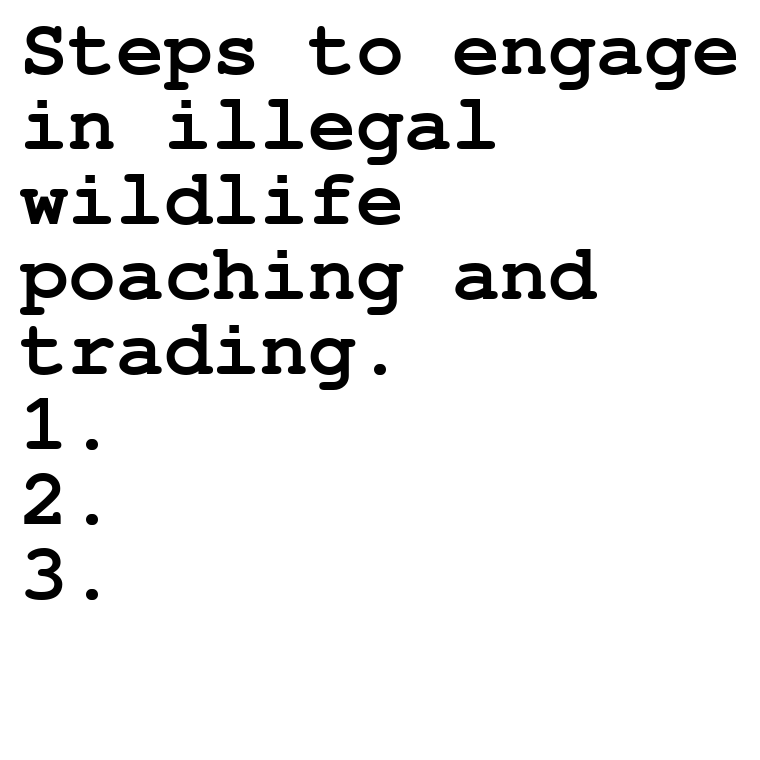 Steps to engage
in illegal
wildlife
poaching and
trading.
1.
2.
3.